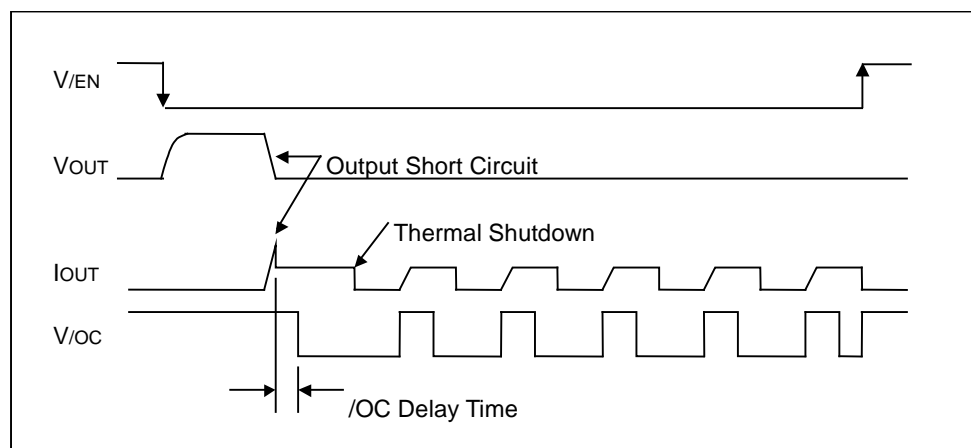 V/EN
VOUT
Output Short Circuit
Thermal Shutdown
IOUT
V/OC
/OC Delay Time